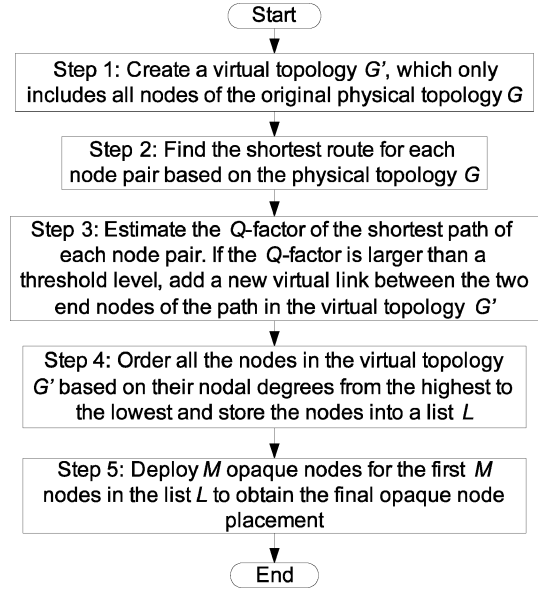 Start
Step 1: Create a virtual topology G', which only
includes all nodes of the original physical topology G
Step 2: Find the shortest route for each
node pair based on the physical topology G
Step 3: Estimate the Q-factor of the shortest path of
each node pair. If the Q-factor is larger than a
threshold level, add a new virtual link between the two
end nodes of the path in the virtual topology G'
Step 4: Order all the nodes in the virtual topology
G' based on their nodal degrees from the highest to
the lowest and store the nodes into a list L
Step 5: Deploy M opaque nodes for the first M
nodes in the list L to obtain the final opaque node
placement
End